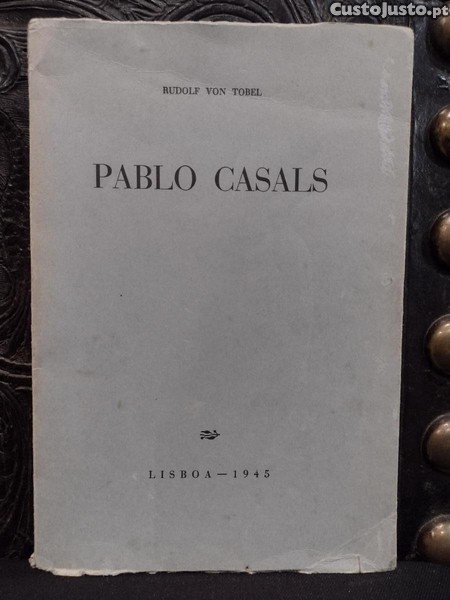 CustoJusto.pt
RUDOLF VON TOBEL
PABLO CASALS
LISBOA — 1945